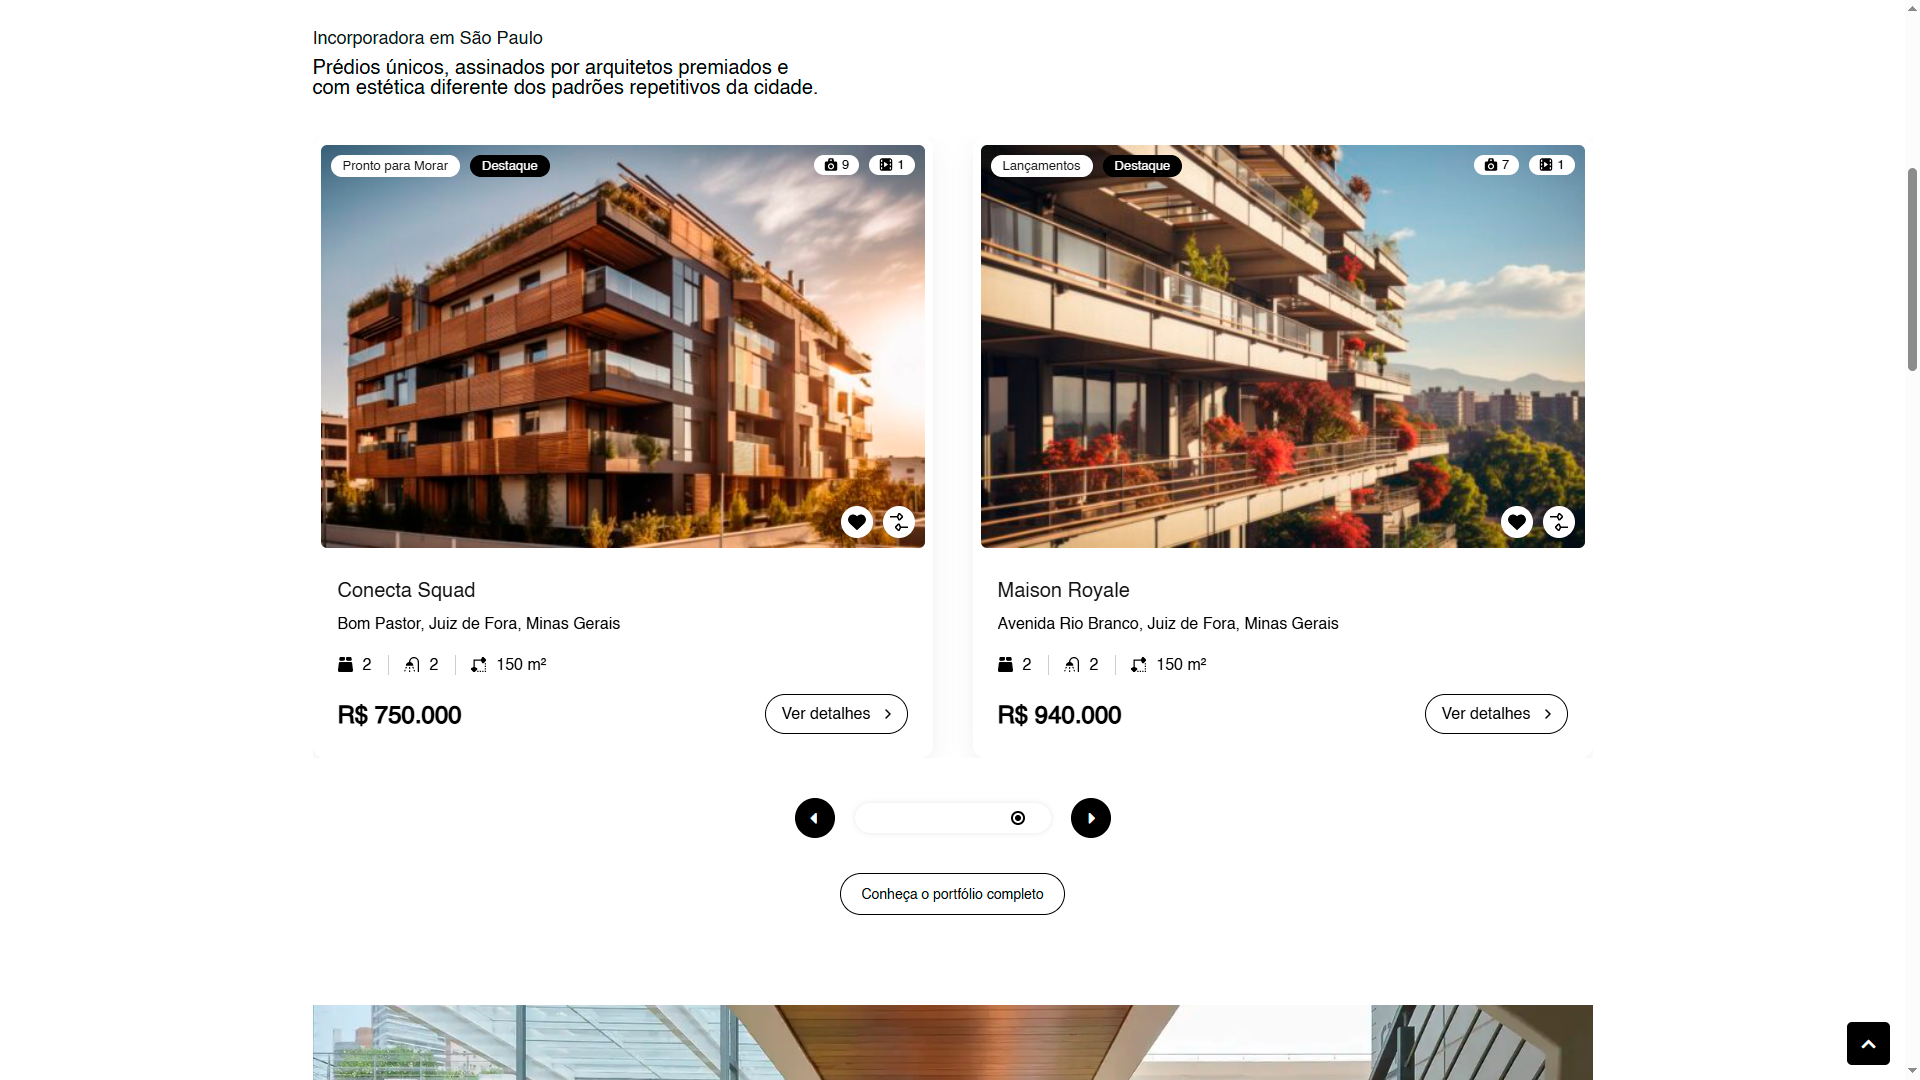 Incorporadora em São Paulo
Prédios únicos, assinados por arquitetos premiados e
com estética diferente dos padrões repetitivos da cidade.
Pronto para Morar
Destaque
9
1
Lançamentos
Destaque
7
1
Conecta Squad
Bom Pastor, Juiz de Fora, Minas Gerais
2 2 150 m²
R$ 750.000
Ver detalhes
Maison Royale
Avenida Rio Branco, Juiz de Fora, Minas Gerais
2 2 150 m²
R$ 940.000
Ver detalhes
Conheça o portfólio completo